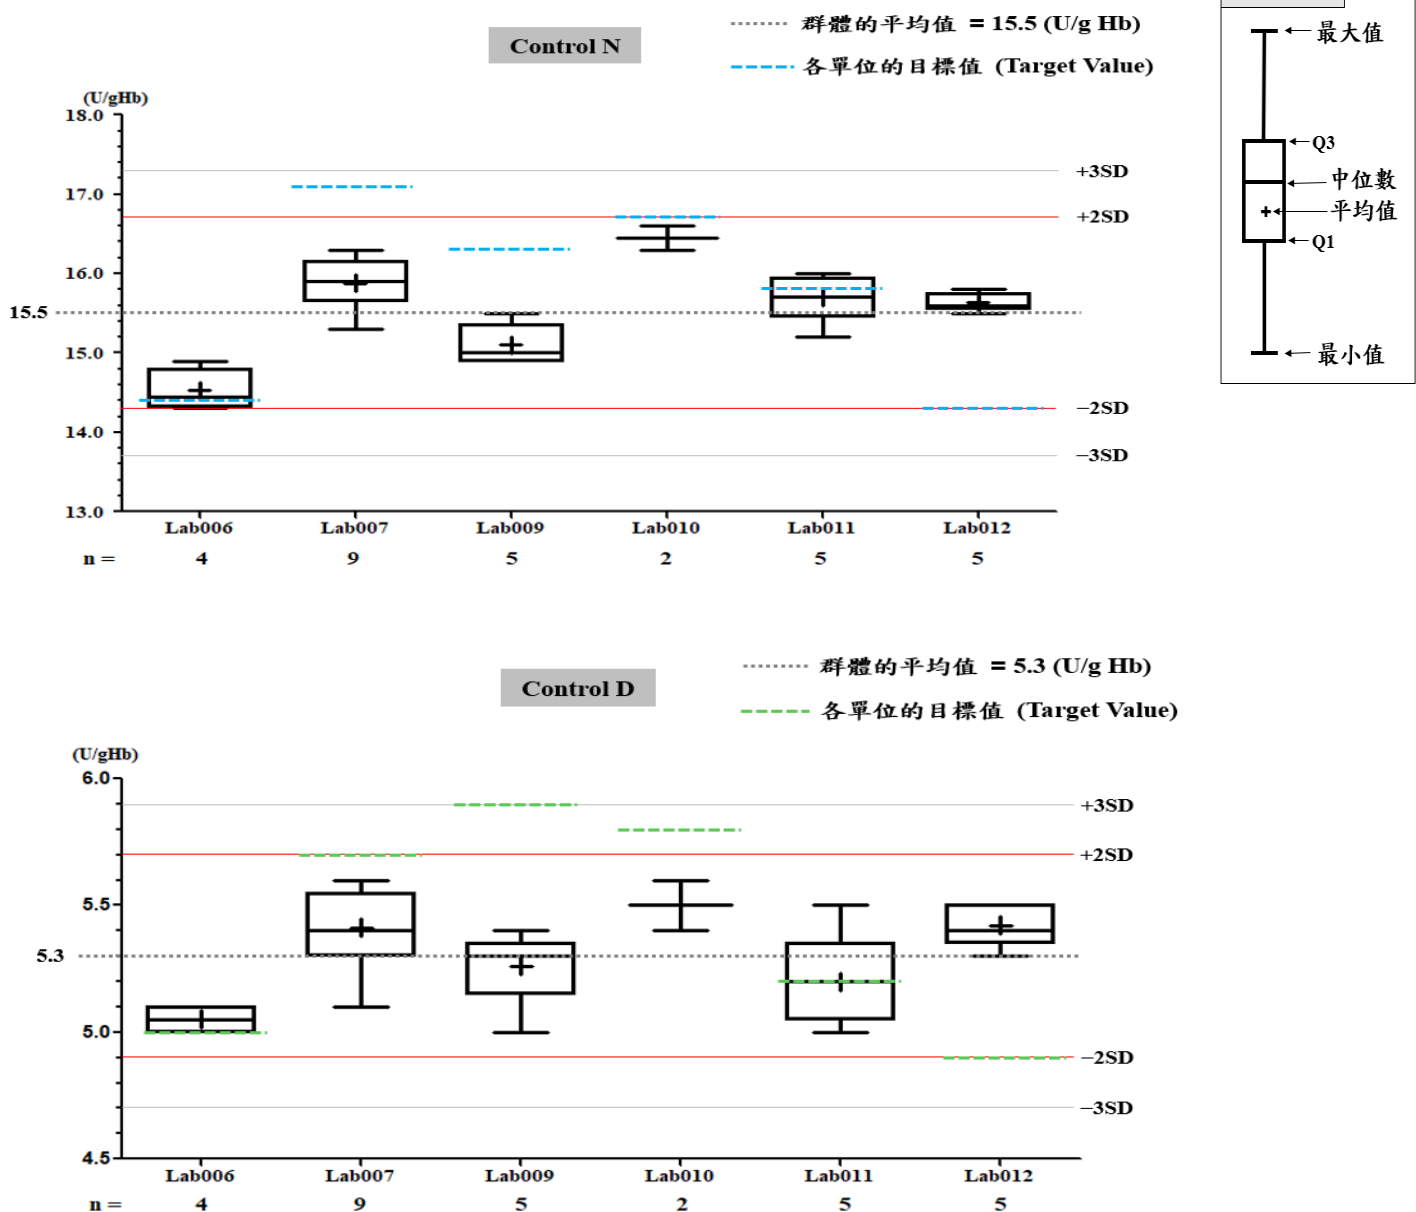 Control N
群體的平均值 = 15.5 (U/g Hb)
各單位的目標值 (Target Value)
最大值
Q3
中位數
平均值
Q1
最小值
(U/gHb)
18.0
+3SD
17.0
+2SD
16.0
15.5
15.0
−2SD
14.0
−3SD
13.0
Lab006 Lab007 Lab009 Lab010 Lab011 Lab012
n = 4 9 5 2 5 5
Control D
群體的平均值 = 5.3 (U/g Hb)
各單位的目標值 (Target Value)
(U/gHb)
6.0
+3SD
+2SD
5.5
5.3
5.0
−2SD
−3SD
4.5
Lab006 Lab007 Lab009 Lab010 Lab011 Lab012
n = 4 9 5 2 5 5